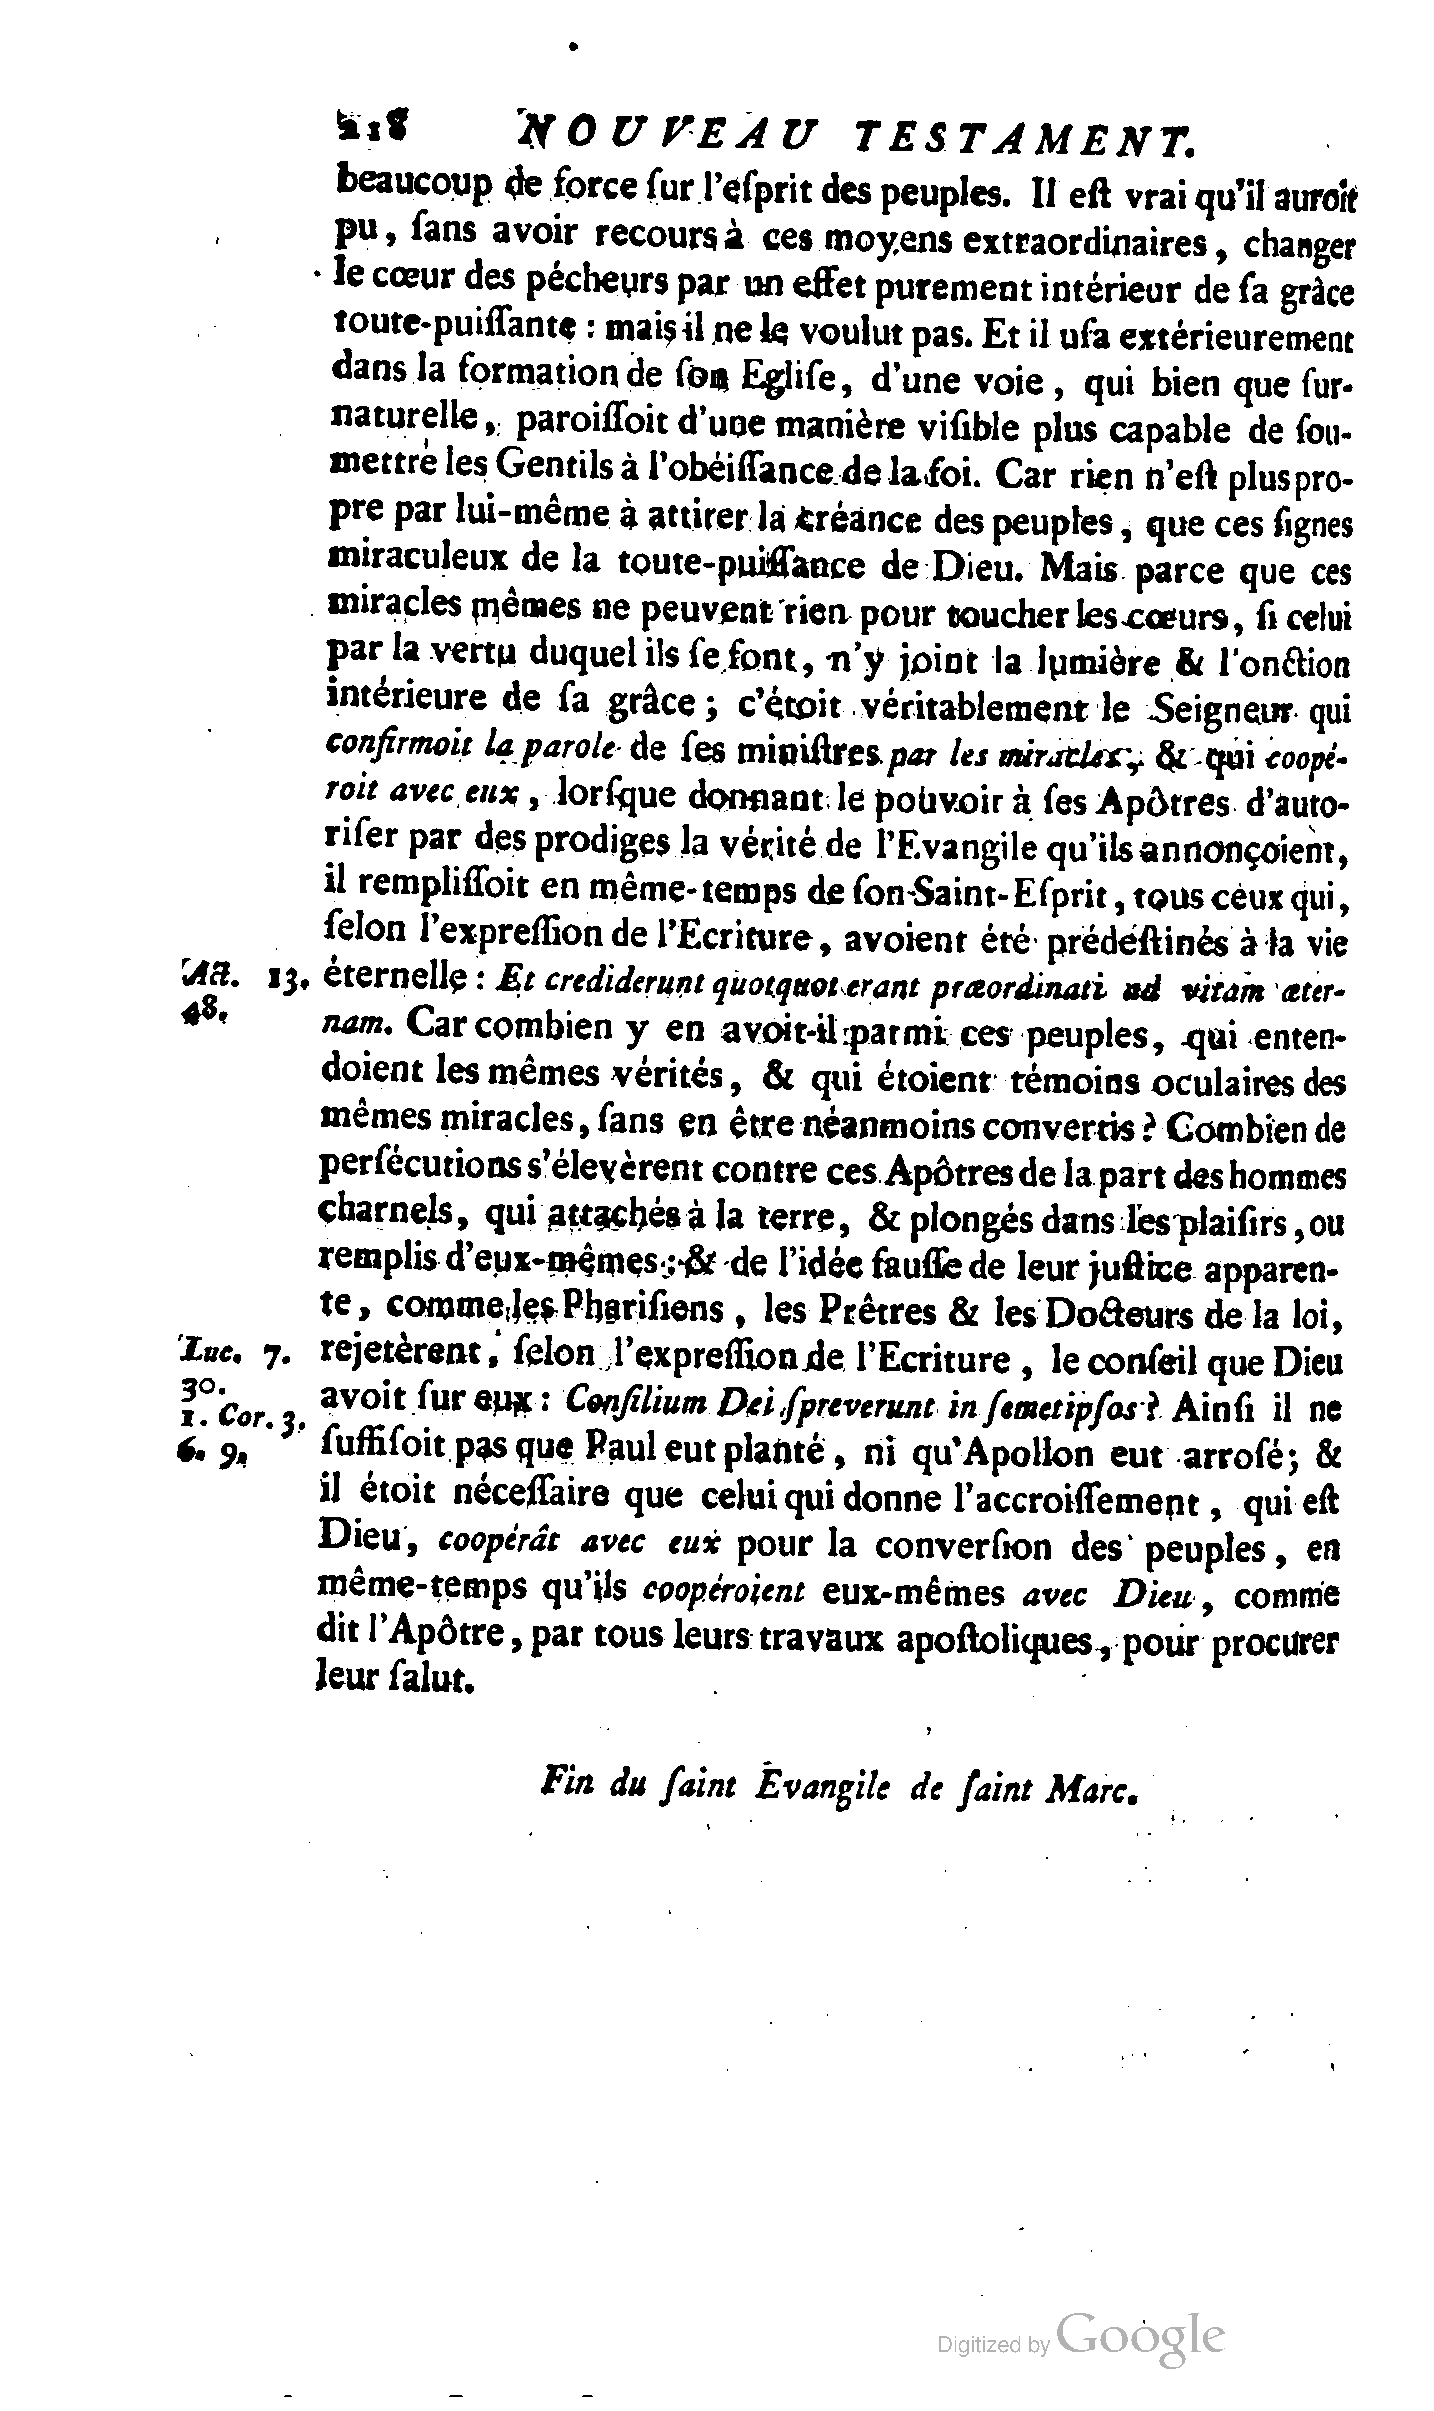 218 NOUVEAU TESTAMENT.
beaucoup de force ſur l'eſprit des peuples. Il eſt vrai qu'il auroit
pu, ſans avoir recours à ces moyens extraordinaires, changer
le cœur des pécheurs par un effet purement intérieur de ſa grâce
toute-puiſſante : mais il ne le voulut pas. Et il uſa extérieurement
dans la formation de ſon Egliſe, d'une voie, qui bien que ſur-
naturelle, paroiſſoit d'une manière viſible plus capable de ſou-
mettre les Gentils à l'obéiſſance de la foi. Car rien n'eſt plus pro-
pre par lui-même à attirer la créance des peuples, que ces ſignes
miraculeux de la toute-puiſſance de Dieu. Mais parce que ces
miracles mêmes ne peuvent rien pour toucher les cœurs, ſi celui
par la vertu duquel ils ſe font, n'y joint la lumière & l'onction
intérieure de ſa grâce ; c'étoit véritablement le Seigneur qui
confirmoit la parole de ſes miniſtres par les miracles, & qui coopé-
roit avec eux, lorſque donnant le pouvoir à ſes Apôtres d'auto-
riſer par des prodiges la vérité de l'Evangile qu'ils annonçoient,
il rempliſſoit en même-temps de ſon Saint-Eſprit, tous ceux qui,
ſelon l'expreſſion de l'Ecriture, avoient été prédeſtinés à la vie
Act. 13. éternelle : Et crediderunt quotquot erant præordinati ad vitam æter-
48. nam. Car combien y en avoit-il parmi ces peuples, qui enten-
doient les mêmes vérités, & qui étoient témoins oculaires des
mêmes miracles, ſans en être néanmoins convertis ? Combien de
perſécutions s'élevèrent contre ces Apôtres de la part des hommes
charnels, qui attachés à la terre, & plongés dans les plaiſirs, ou
remplis d'eux-mêmes ; & de l'idée fauſſe de leur juſtice apparen-
te, comme les Phariſiens, les Prêtres & les Docteurs de la loi,
Luc. 7. rejetèrent, ſelon l'expreſſion de l'Ecriture, le conſeil que Dieu
30. avoit ſur eux : Conſilium Dei ſpreverunt in ſemetipſos ? Ainſi il ne
1. Cor. 3. ſuffiſoit pas que Paul eut planté, ni qu'Apollon eut arroſé ; &
6. 9. il étoit néceſſaire que celui qui donne l'accroiſſement, qui eſt
Dieu, coopérât avec eux pour la converſion des peuples, en
même-temps qu'ils coopéroient eux-mêmes avec Dieu, comme
dit l'Apôtre, par tous leurs travaux apoſtoliques, pour procurer
leur ſalut.
Fin du ſaint Evangile de ſaint Marc.
Digitized by Google